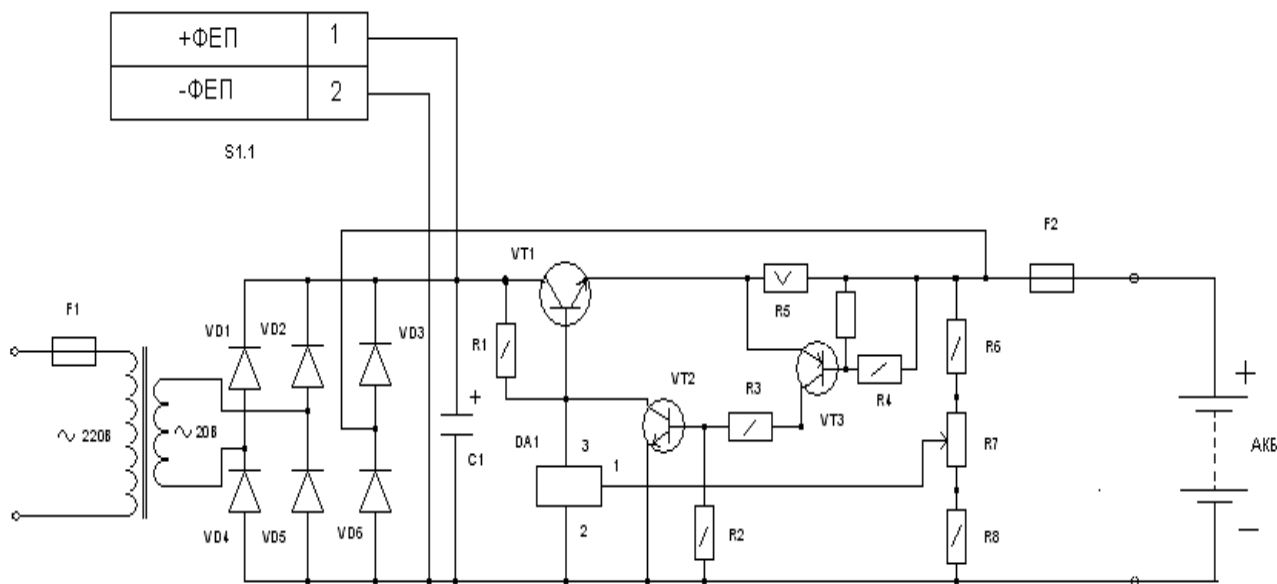 +ФЕП 1
-ФЕП 2
S1.1
F2
VT1
F1
VD1
VD2
VD3
R1
R5
R6
VT2
R3
VT3
R4
+
+
~ 220В
~ 20В
DA1
3
1
C1
R7
АКБ
VD4
VD5
VD6
2
R2
R8
−